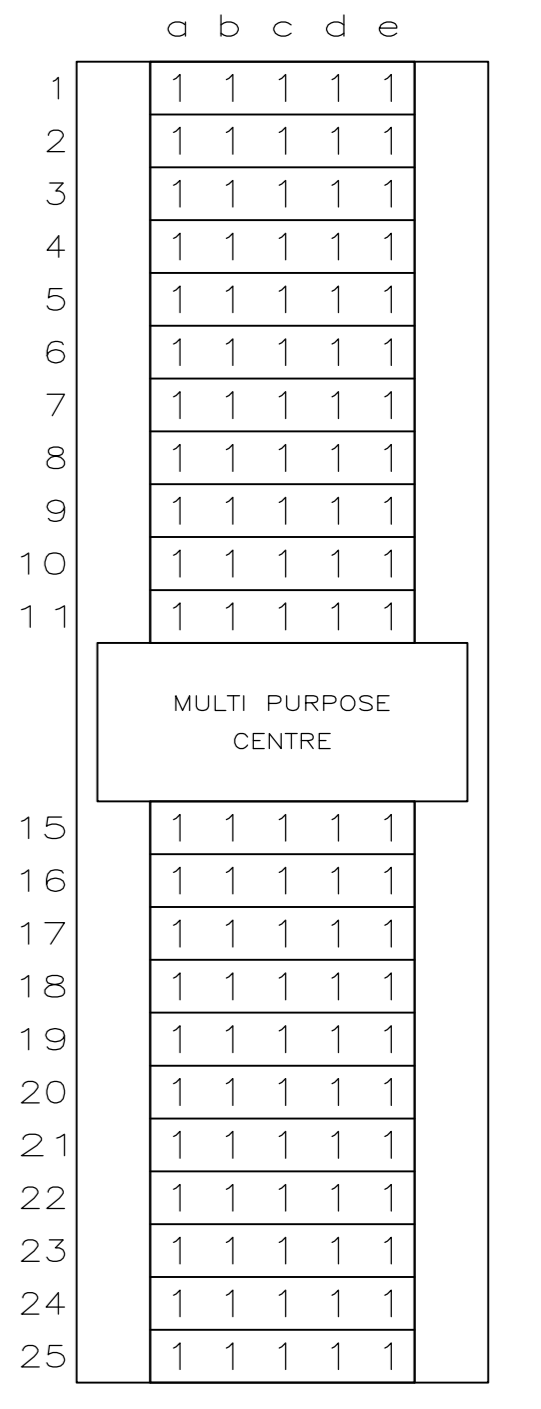 a b c d e
1 1 1 1 1 1
2 1 1 1 1 1
3 1 1 1 1 1
4 1 1 1 1 1
5 1 1 1 1 1
6 1 1 1 1 1
7 1 1 1 1 1
8 1 1 1 1 1
9 1 1 1 1 1
10 1 1 1 1 1
11 1 1 1 1 1
MULTI PURPOSE
CENTRE
15 1 1 1 1 1
16 1 1 1 1 1
17 1 1 1 1 1
18 1 1 1 1 1
19 1 1 1 1 1
20 1 1 1 1 1
21 1 1 1 1 1
22 1 1 1 1 1
23 1 1 1 1 1
24 1 1 1 1 1
25 1 1 1 1 1